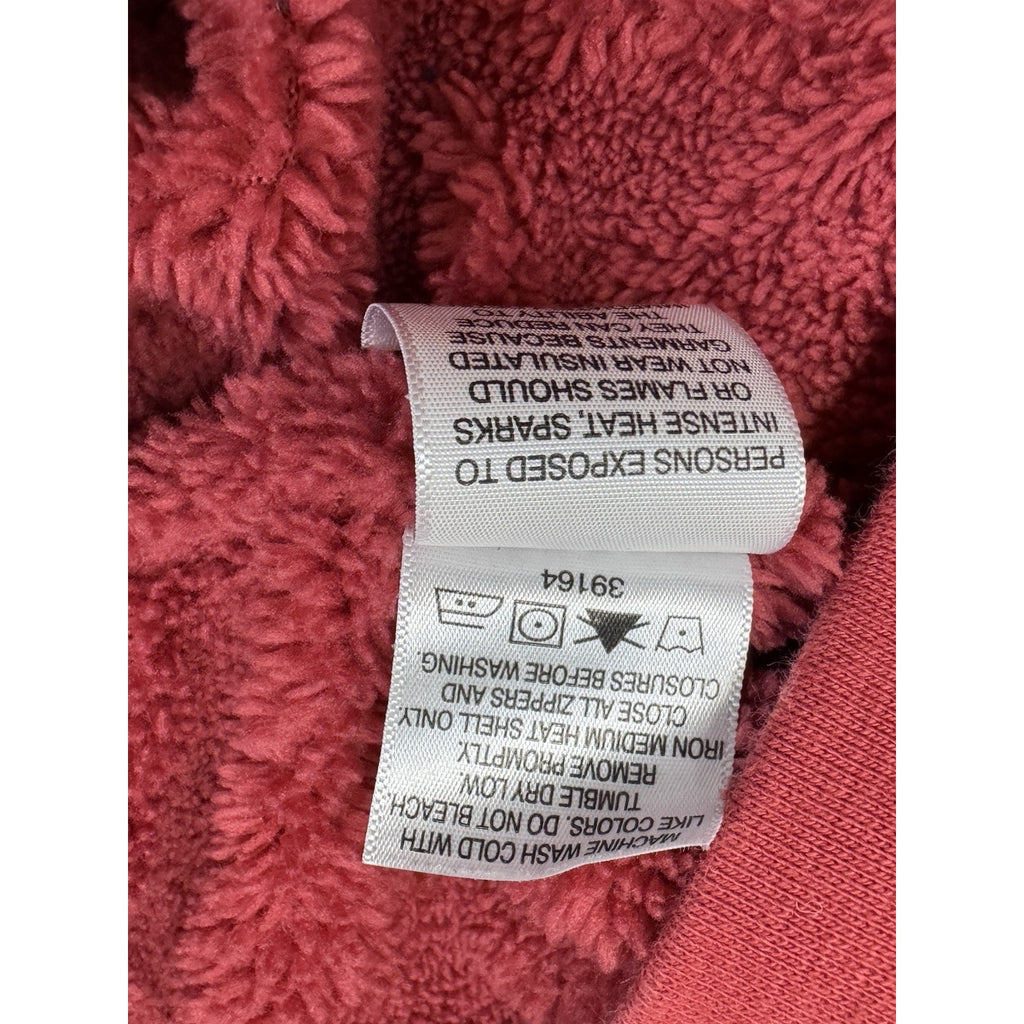 MACHINE WASH COLD WITH
LIKE COLORS. DO NOT BLEACH
TUMBLE DRY LOW
REMOVE PROMPTLY.
IRON MEDIUM HEAT SHELL ONLY
CLOSE ALL ZIPPERS AND
CLOSURES BEFORE WASHING.
39164
PERSONS EXPOSED TO
INTENSE HEAT, SPARKS
OR FLAMES SHOULD
NOT WEAR INSULATED
GARMENTS BECAUSE
THEY CAN REDUCE
THE ABILITY TO